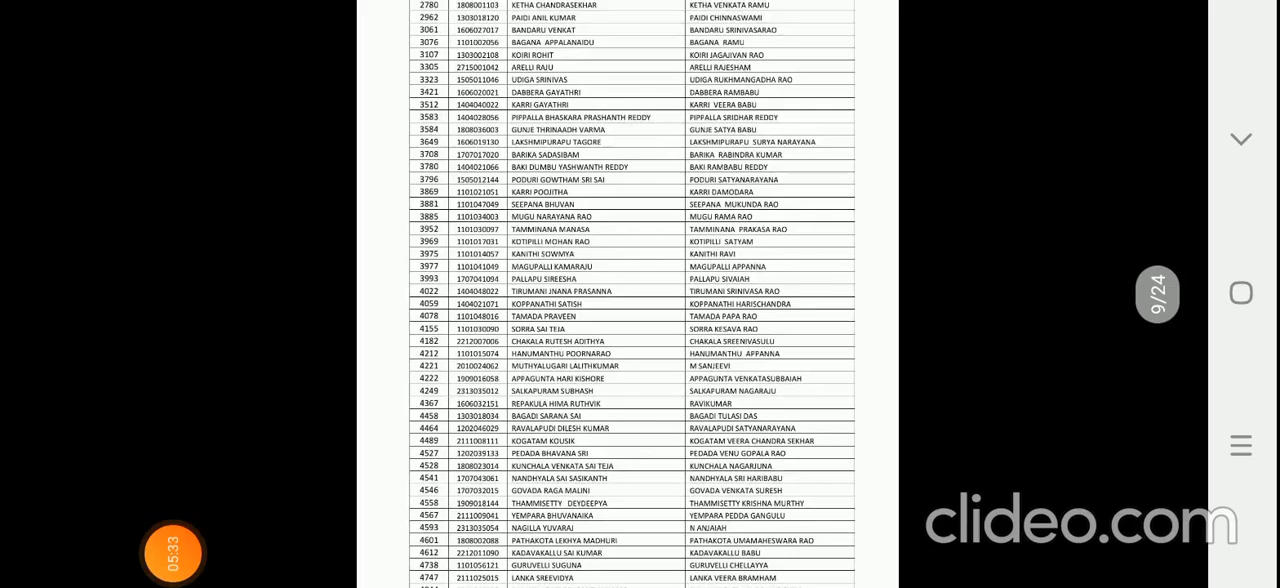 2780 1808001103 KETHA CHANDRASEKHAR KETHA VENKATA RAMU
2962 1303018120 PAIDI ANIL KUMAR PAIDI CHINNASWAMI
3061 1606027017 BANDARU VENKAT BANDARU SRINIVASARAO
3076 1101002056 BAGANA APPALANAIDU BAGANA RAMU
3107 1303002108 KOIRI ROHIT KOIRI JAGAJIVAN RAO
3305 2715001042 ARELLI RAJU ARELLI RAJESHAM
3323 1505011046 UDIGA SRINIVAS UDIGA RUKHMANGADHA RAO
3421 1606020021 DABBERA GAYATHRI DABBERA RAMBABU
3512 1404040022 KARRI GAYATHRI KARRI VEERA BABU
3583 1404028056 PIPPALLA BHASKARA PRASHANTH REDDY PIPPALLA SRIDHAR REDDY
3584 1808036003 GUNJE THRINAADH VARMA GUNJE SATYA BABU
3649 1606019130 LAKSHMIPURAPU TAGORE LAKSHMIPURAPU SURYA NARAYANA
3708 1707017020 BARIKA SADASIBAM BARIKA RABINDRA KUMAR
3780 1404021066 BAKI DUMBU YASHWANTH REDDY BAKI RAMBABU REDDY
3796 1505012144 PODURI GOWTHAM SRI SAI PODURI SATYANARAYANA
3869 1101021051 KARRI POOJITHA KARRI DAMODARA
3881 1101047049 SEEPANA BHUVAN SEEPANA MUKUNDA RAO
3885 1101034003 MUGU NARAYANA RAO MUGU RAMA RAO
3952 1101030097 TAMMINANA MANASA TAMMINANA PRAKASA RAO
3969 1101017031 KOTIPILLI MOHAN RAO KOTIPILLI SATYAM
3975 1101014057 KANITHI SOWMYA KANITHI RAVI
3977 1101041049 MAGUPALLI KAMARAJU MAGUPALLI APPANNA
3993 1707041094 PALLAPU SIREESHA PALLAPU SIVAIAH
4022 1404048022 TIRUMANI JNANA PRASANNA TIRUMANI SRINIVASA RAO
4059 1404021071 KOPPANATHI SATISH KOPPANATHI HARISCHANDRA
4078 1101048016 TAMADA PRAVEEN TAMADA PAPA RAO
4155 1101030090 SORRA SAI TEJA SORRA KESAVA RAO
4182 2212007006 CHAKALA RUTESH ADITHYA CHAKALA SREENIVASULU
4212 1101015074 HANUMANTHU POORNARAO HANUMANTHU APPANNA
4221 2010024062 MUTHYALUGARI LALITHKUMAR M SANJEEVI
4222 1909016058 APPAGUNTA HARI KISHORE APPAGUNTA VENKATASUBBAIAH
4249 2313035012 SALKAPURAM SUBHASH SALKAPURAM NAGARAJU
4367 1606032151 REPAKULA HIMA RUTHVIK RAVIKUMAR
4458 1303018034 BAGADI SARANA SAI BAGADI TULASI DAS
4464 1202046029 RAVALAPUDI DILESH KUMAR RAVALAPUDI SATYANARAYANA
4489 2111008111 KOGATAM KOUSIK KOGATAM VEERA CHANDRA SEKHAR
4527 1202039133 PEDADA BHAVANA SRI PEDADA VENU GOPALA RAO
4528 1808023014 KUNCHALA VENKATA SAI TEJA KUNCHALA NAGARJUNA
4541 1707043061 NANDHYALA SAI SASIKANTH NANDHYALA SRI HARIBABU
4546 1707032015 GOVADA RAGA MALINI GOVADA VENKATA SURESH
4558 1909018144 THAMMISETTY DEYDEEPYA THAMMISETTY KRISHNA MURTHY
4567 2111009041 YEMPARA BHUVANAIKA YEMPARA PEDDA GANGULU
4593 2313035054 NAGILLA YUVARAJ N ANJAIAH
4601 1808002088 PATHAKOTA LEKHYA MADHURI PATHAKOTA UMAMAHESWARA RAO
4612 2212011090 KADAVAKALLU SAI KUMAR KADAVAKALLU BABU
4738 1101056121 GURUVELLI SUGUNA GURUVELLI CHELLAYYA
4747 2111025015 LANKA SREEVIDYA LANKA VEERA BRAMHAM
9/24
05:33
clideo.com